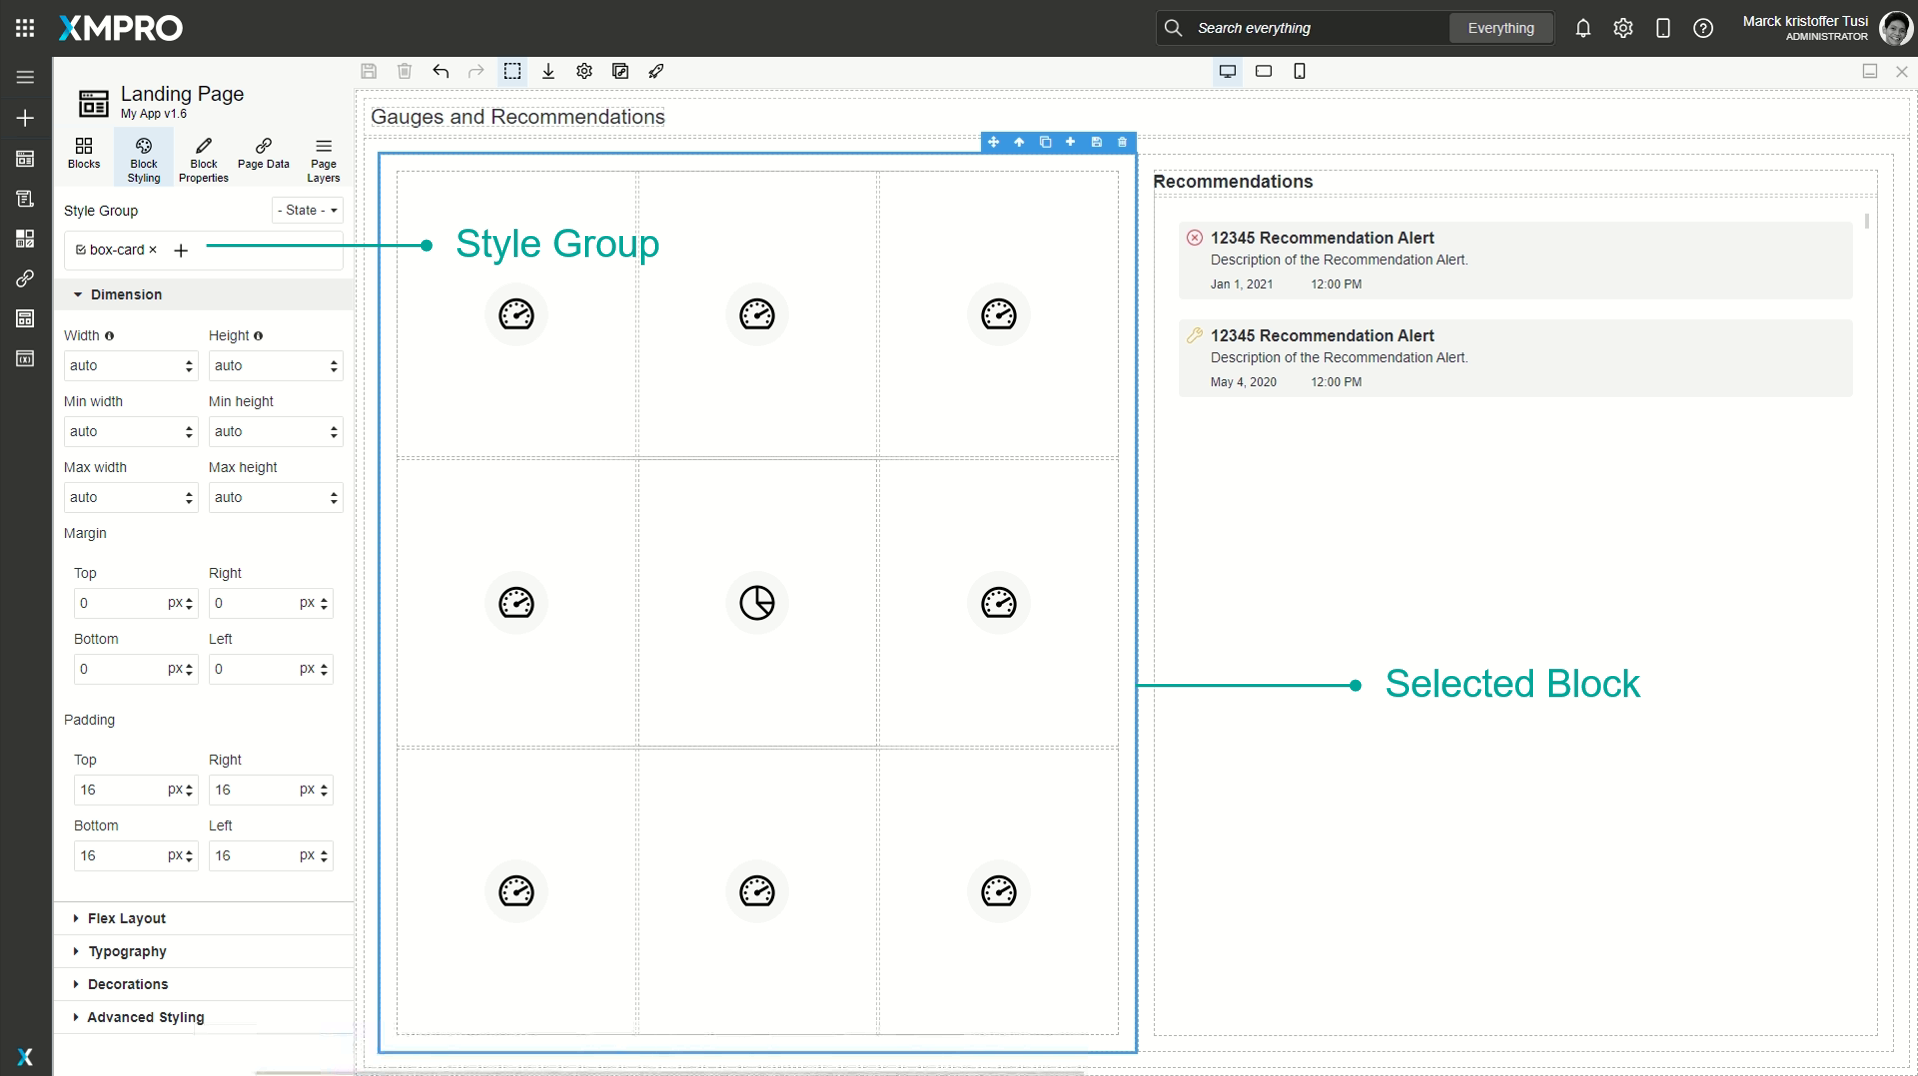 XMPRO
Search everything
Everything
Marck kristoffer Tusi
ADMINISTRATOR
Landing Page
My App v1.6
Blocks
Block
Styling
Block
Properties
Page Data
Page
Layers
Style Group
- State -
box-card ×
Dimension
Width
Height
auto
auto
Min width
Min height
auto
auto
Max width
Max height
auto
auto
Margin
Top
Right
0 px
0 px
Bottom
Left
0 px
0 px
Padding
Top
Right
16 px
16 px
Bottom
Left
16 px
16 px
Flex Layout
Typography
Decorations
Advanced Styling
Gauges and Recommendations
Style Group
Recommendations
12345 Recommendation Alert
Description of the Recommendation Alert.
Jan 1, 2021 12:00 PM
12345 Recommendation Alert
Description of the Recommendation Alert.
May 4, 2020 12:00 PM
Selected Block